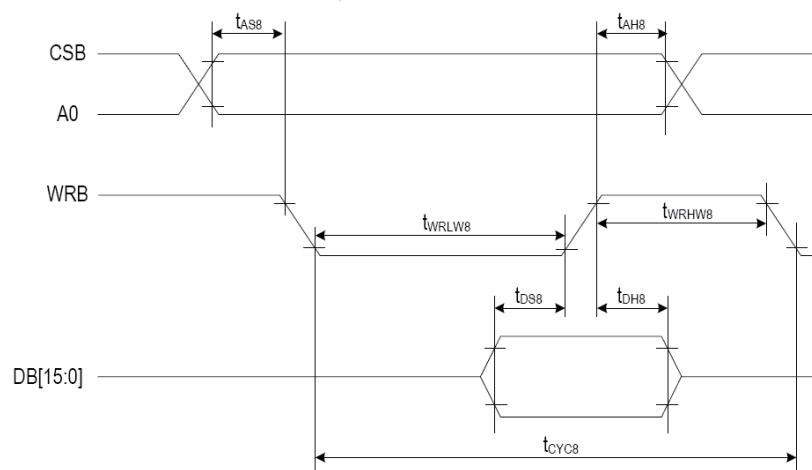 tAS8 tAH8
CSB
A0
WRB
tWRLW8 tWRHW8
tDS8 tDH8
DB[15:0]
tCYC8